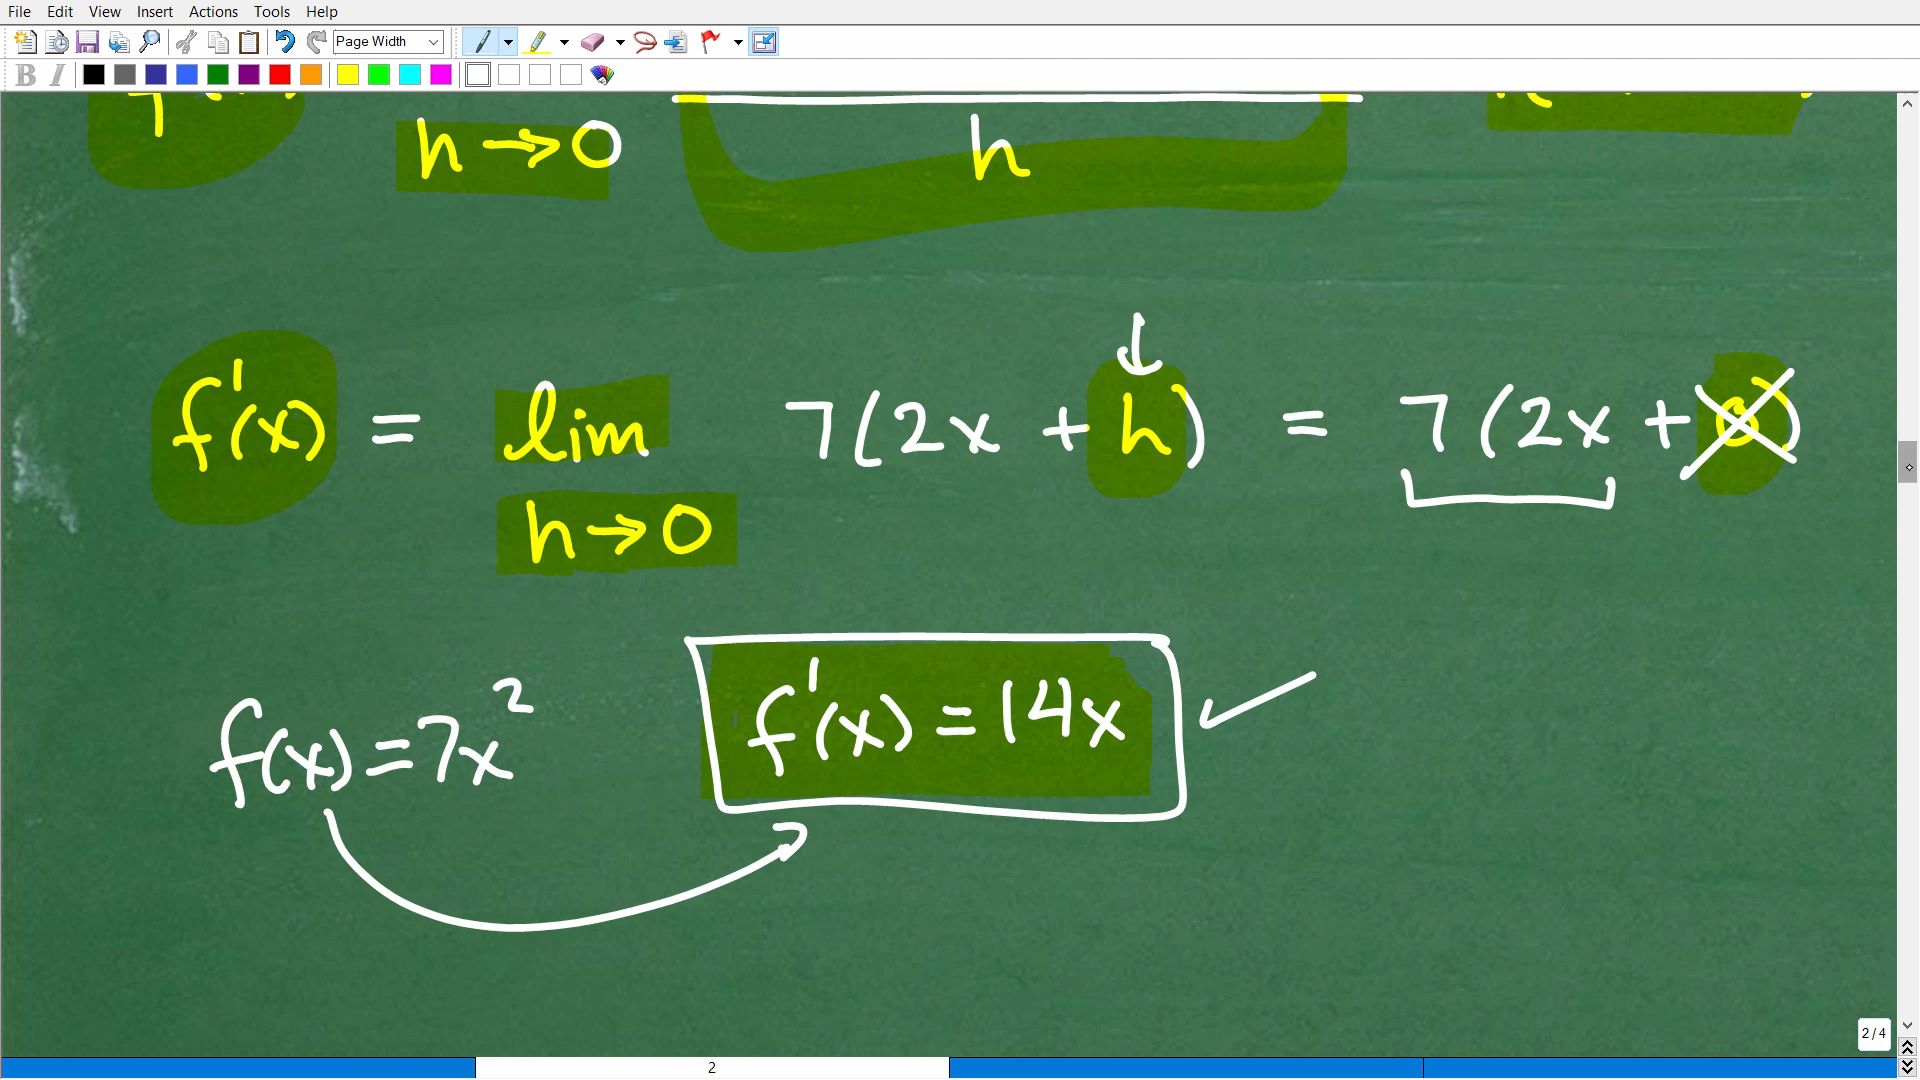 File Edit View Insert Actions Tools Help
Page Width
B I
h→0 h
f'(x) = lim 7(2x + h) = 7(2x + 0)
h→0
f(x)=7x² f'(x)=14x
2 / 4
2